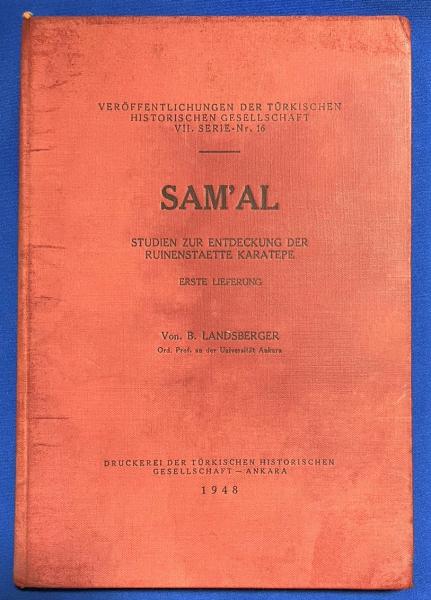 VERÖFFENTLICHUNGEN DER TÜRKISCHEN
HISTORISCHEN GESELLSCHAFT
VII. SERIE-Nr. 16
SAM'AL
STUDIEN ZUR ENTDECKUNG DER
RUINENSTAETTE KARATEPE
ERSTE LIEFERUNG
Von. B. LANDSBERGER
Ord. Prof. an der Universität Ankara
DRUCKEREI DER TÜRKISCHEN HISTORISCHEN
GESELLSCHAFT – ANKARA
1948